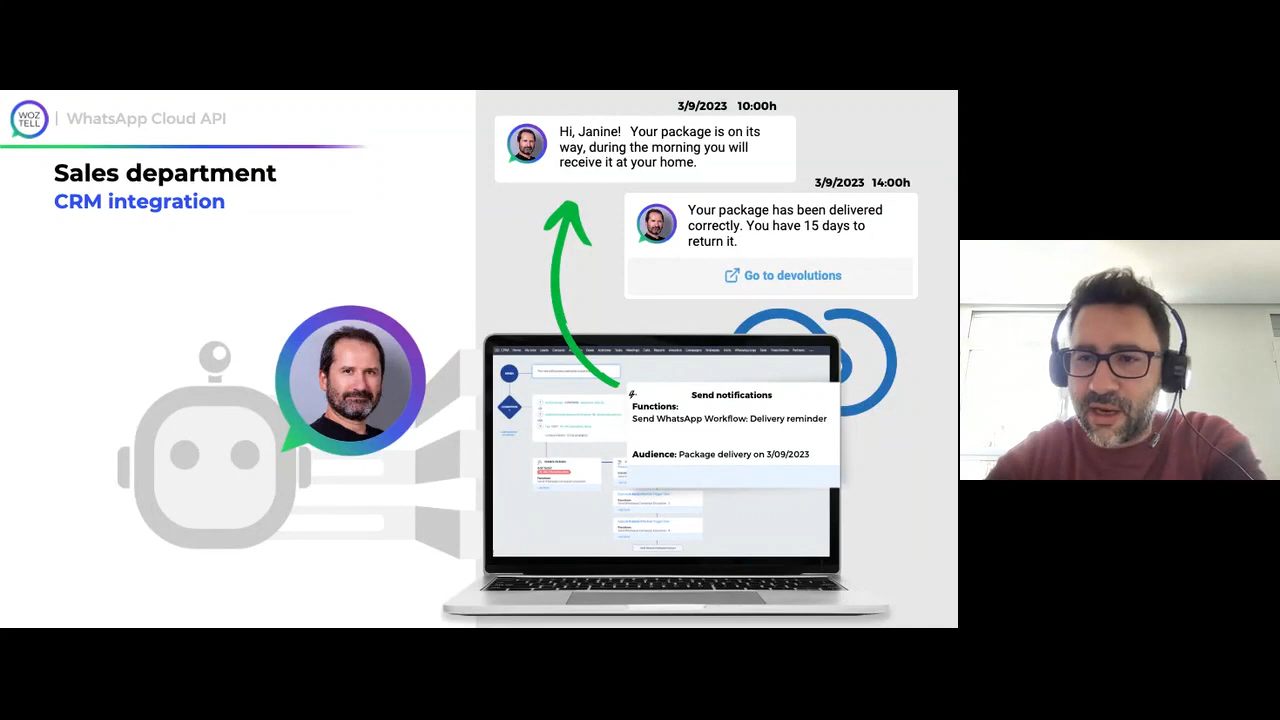 WOZ
TELL
WhatsApp Cloud API
Sales department
CRM integration
3/9/2023 10:00h
Hi, Janine! Your package is on its
way, during the morning you will
receive it at your home.
3/9/2023 14:00h
Your package has been delivered
correctly. You have 15 days to
return it.
Go to devolutions
Send notifications
Functions:
Send WhatsApp Workflow: Delivery reminder
Audience: Package delivery on 3/09/2023